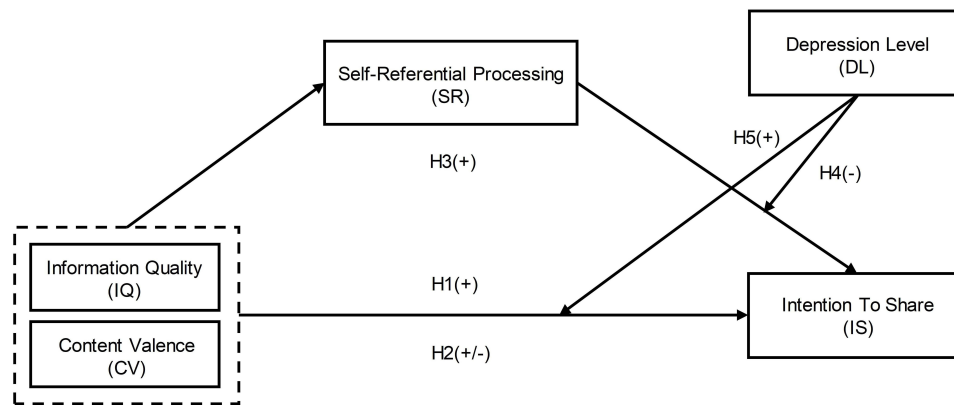 Depression Level
(DL)
Self-Referential Processing
(SR)
H5(+)
H3(+)
H4(-)
Information Quality
(IQ)
H1(+)
Intention To Share
(IS)
Content Valence
(CV)
H2(+/-)